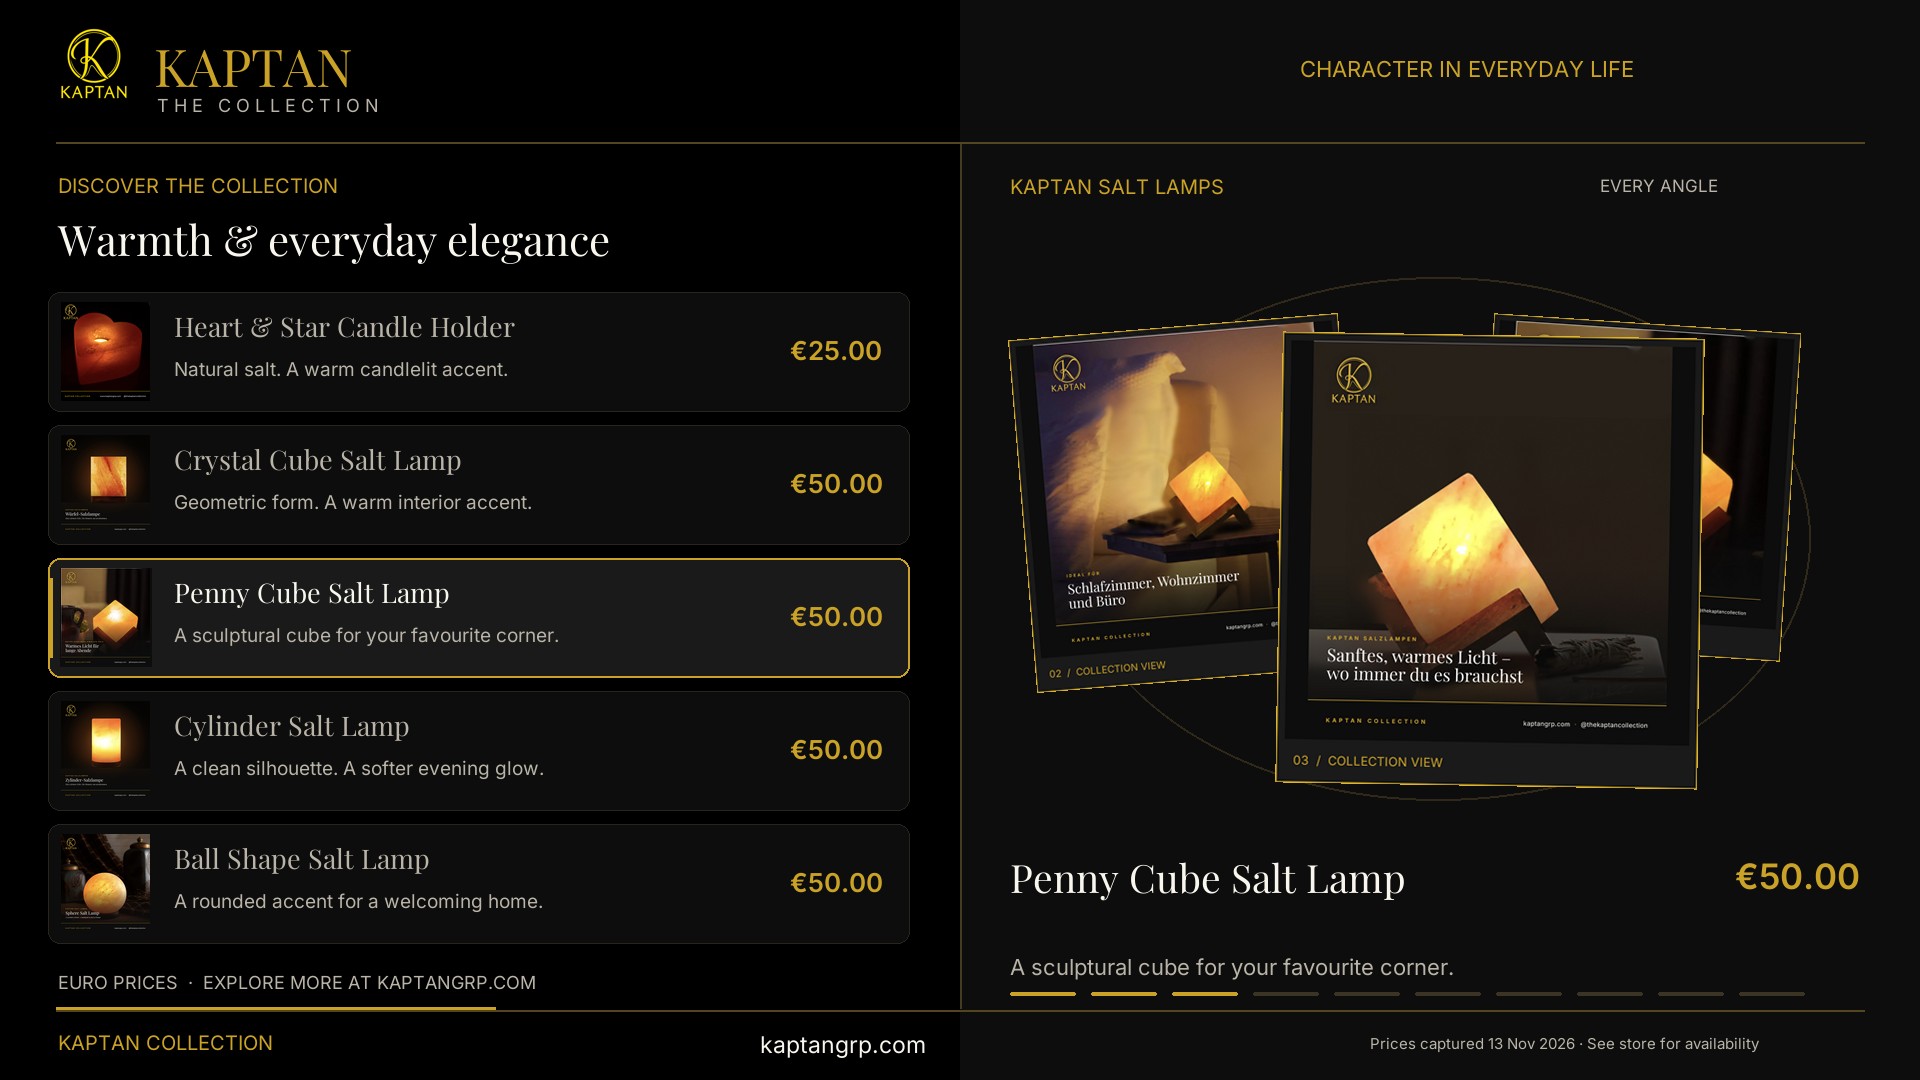 KAPTAN
KAPTAN
THE COLLECTION
CHARACTER IN EVERYDAY LIFE
DISCOVER THE COLLECTION
Warmth & everyday elegance
Heart & Star Candle Holder
Natural salt. A warm candlelit accent.
€25.00
Crystal Cube Salt Lamp
Geometric form. A warm interior accent.
€50.00
Penny Cube Salt Lamp
A sculptural cube for your favourite corner.
€50.00
Cylinder Salt Lamp
A clean silhouette. A softer evening glow.
€50.00
Ball Shape Salt Lamp
A rounded accent for a welcoming home.
€50.00
EURO PRICES · EXPLORE MORE AT KAPTANGRP.COM
KAPTAN SALT LAMPS
EVERY ANGLE
KAPTAN
IDEAL FÜR
Schlafzimmer, Wohnzimmer
und Büro
KAPTAN COLLECTION
kaptangrp.com
02 / COLLECTION VIEW
KAPTAN
KAPTAN SALZLAMPEN
Sanftes, warmes Licht –
wo immer du es brauchst
KAPTAN COLLECTION
kaptangrp.com · @thekaptancollection
03 / COLLECTION VIEW
thekaptancollection
Penny Cube Salt Lamp
€50.00
A sculptural cube for your favourite corner.
KAPTAN COLLECTION
kaptangrp.com
Prices captured 13 Nov 2026 · See store for availability